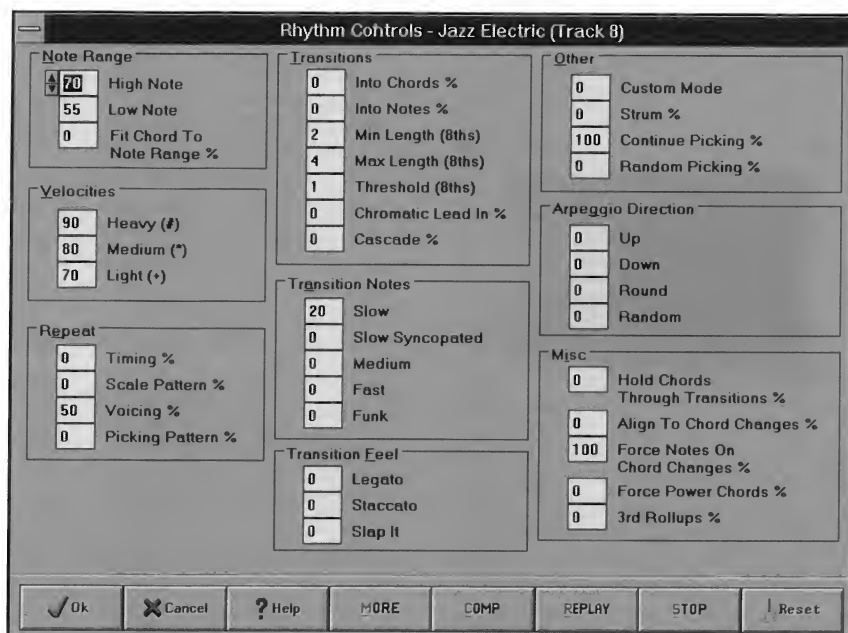 Rhythm Controls - Jazz Electric (Track 8)
Note Range
70 High Note
55 Low Note
0 Fit Chord To
Note Range %
Velocities
90 Heavy (#)
80 Medium (*)
70 Light (+)
Repeat
0 Timing %
0 Scale Pattern %
50 Voicing %
0 Picking Pattern %
Transitions
0 Into Chords %
0 Into Notes %
2 Min Length (8ths)
4 Max Length (8ths)
1 Threshold (8ths)
0 Chromatic Lead In %
0 Cascade %
Transition Notes
20 Slow
0 Slow Syncopated
0 Medium
0 Fast
0 Funk
Transition Feel
0 Legato
0 Staccato
0 Slap It
Other
0 Custom Mode
0 Strum %
100 Continue Picking %
0 Random Picking %
Arpeggio Direction
0 Up
0 Down
0 Round
0 Random
Misc
0 Hold Chords
Through Transitions %
0 Align To Chord Changes %
100 Force Notes On
Chord Changes %
0 Force Power Chords %
0 3rd Rollups %
Ok Cancel ? Help MORE COMP REPLAY STOP Reset